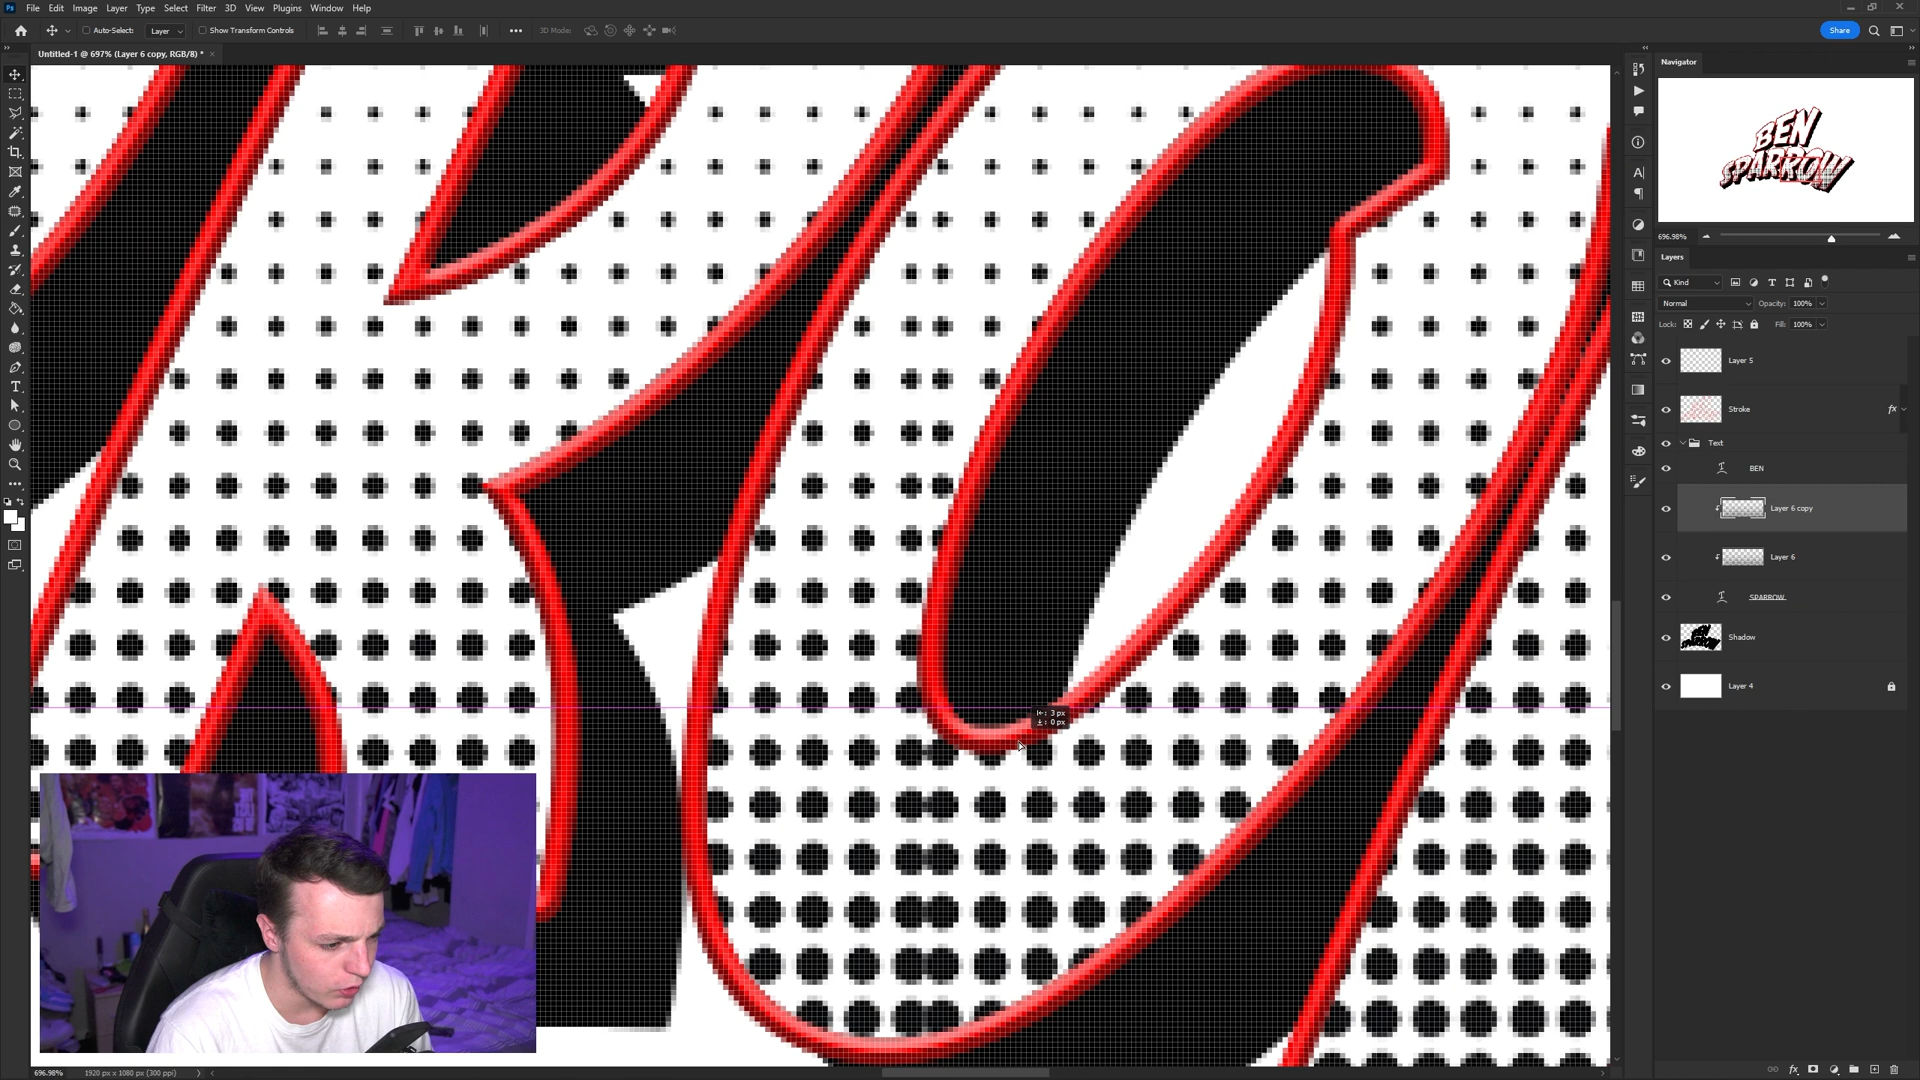 Ps File Edit Image Layer Type Select Filter 3D View Plugins Window Help
Auto-Select: Layer Show Transform Controls 3D Mode: Share
Untitled-1 @ 697% (Layer 6 copy, RGB/8) *
Navigator
BEN
SPARROW
696.98%
Layers
Kind
Normal Opacity: 100%
Lock: Fill: 100%
Layer 5
Stroke fx
Text
BEN
Layer 6 copy
Layer 6
SPARROW
Shadow
Layer 4
3 px
0 px
696.98% 1920 px x 1080 px (300 ppi)
fx